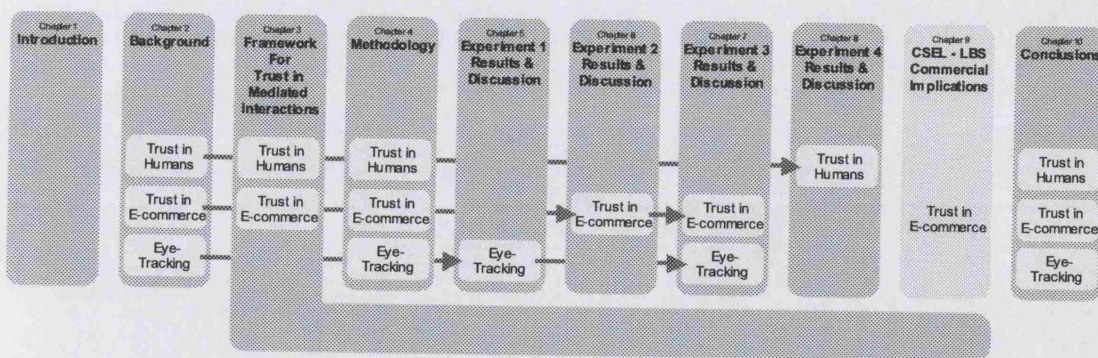 Chapter 1
Introduction
Chapter 2
Background
Trust in
Humans
Trust in
E-commerce
Eye-
Tracking
Chapter 3
Framework
For
Trust in
Mediated
Interactions
Trust in
Humans
Trust in
E-commerce
Chapter 4
Methodology
Trust in
Humans
Trust in
E-commerce
Eye-
Tracking
Chapter 5
Experiment 1
Results &
Discussion
Eye-
Tracking
Chapter 6
Experiment 2
Results &
Discussion
Trust in
E-commerce
Chapter 7
Experiment 3
Results &
Discussion
Trust in
E-commerce
Eye-
Tracking
Chapter 8
Experiment 4
Results &
Discussion
Trust in
Humans
Chapter 9
CSEL - LBS
Commercial
Implications
Trust in
E-commerce
Chapter 10
Conclusions
Trust in
Humans
Trust in
E-commerce
Eye-
Tracking